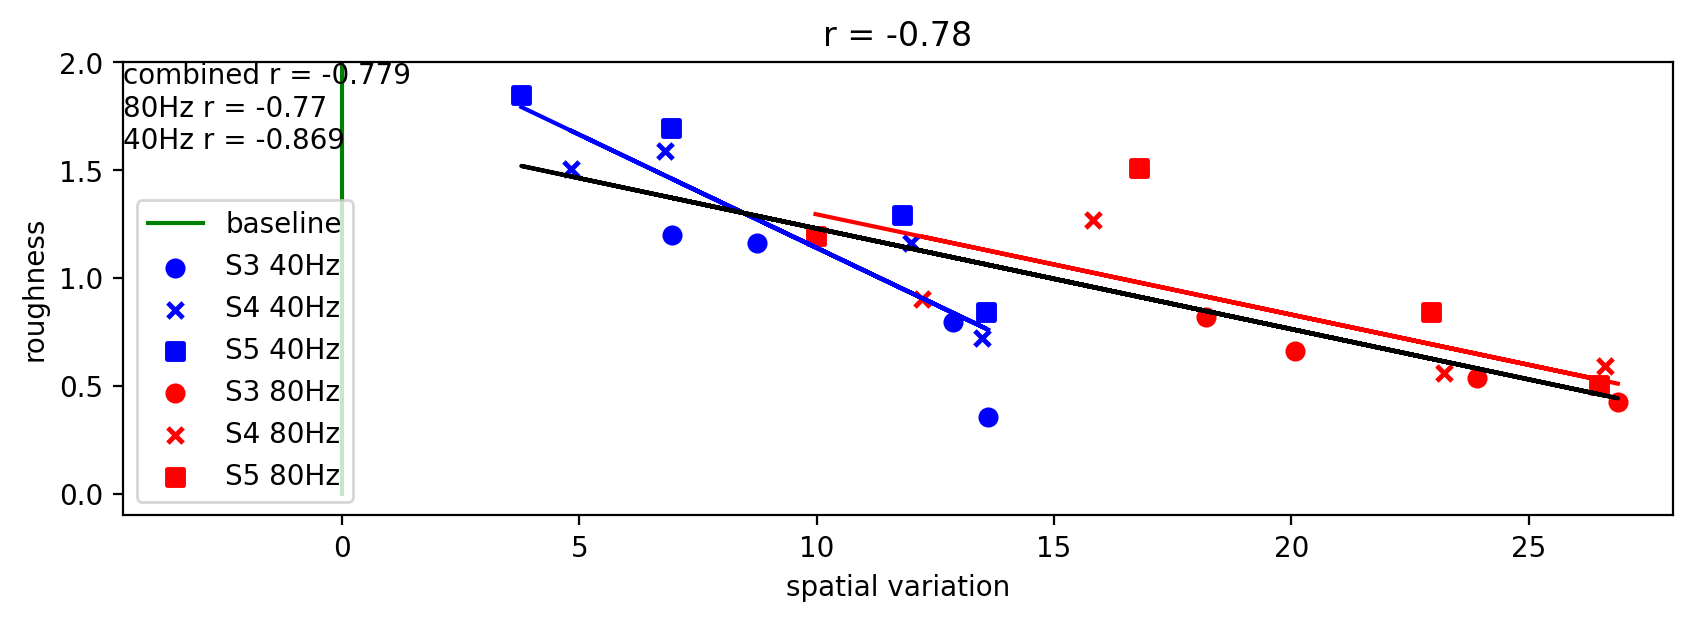 r = -0.78
combined r = -0.779
80Hz r = -0.77
40Hz r = -0.869
baseline
S3 40Hz
S4 40Hz
S5 40Hz
S3 80Hz
S4 80Hz
S5 80Hz
roughness
2.0
1.5
1.0
0.5
0.0
0 5 10 15 20 25
spatial variation